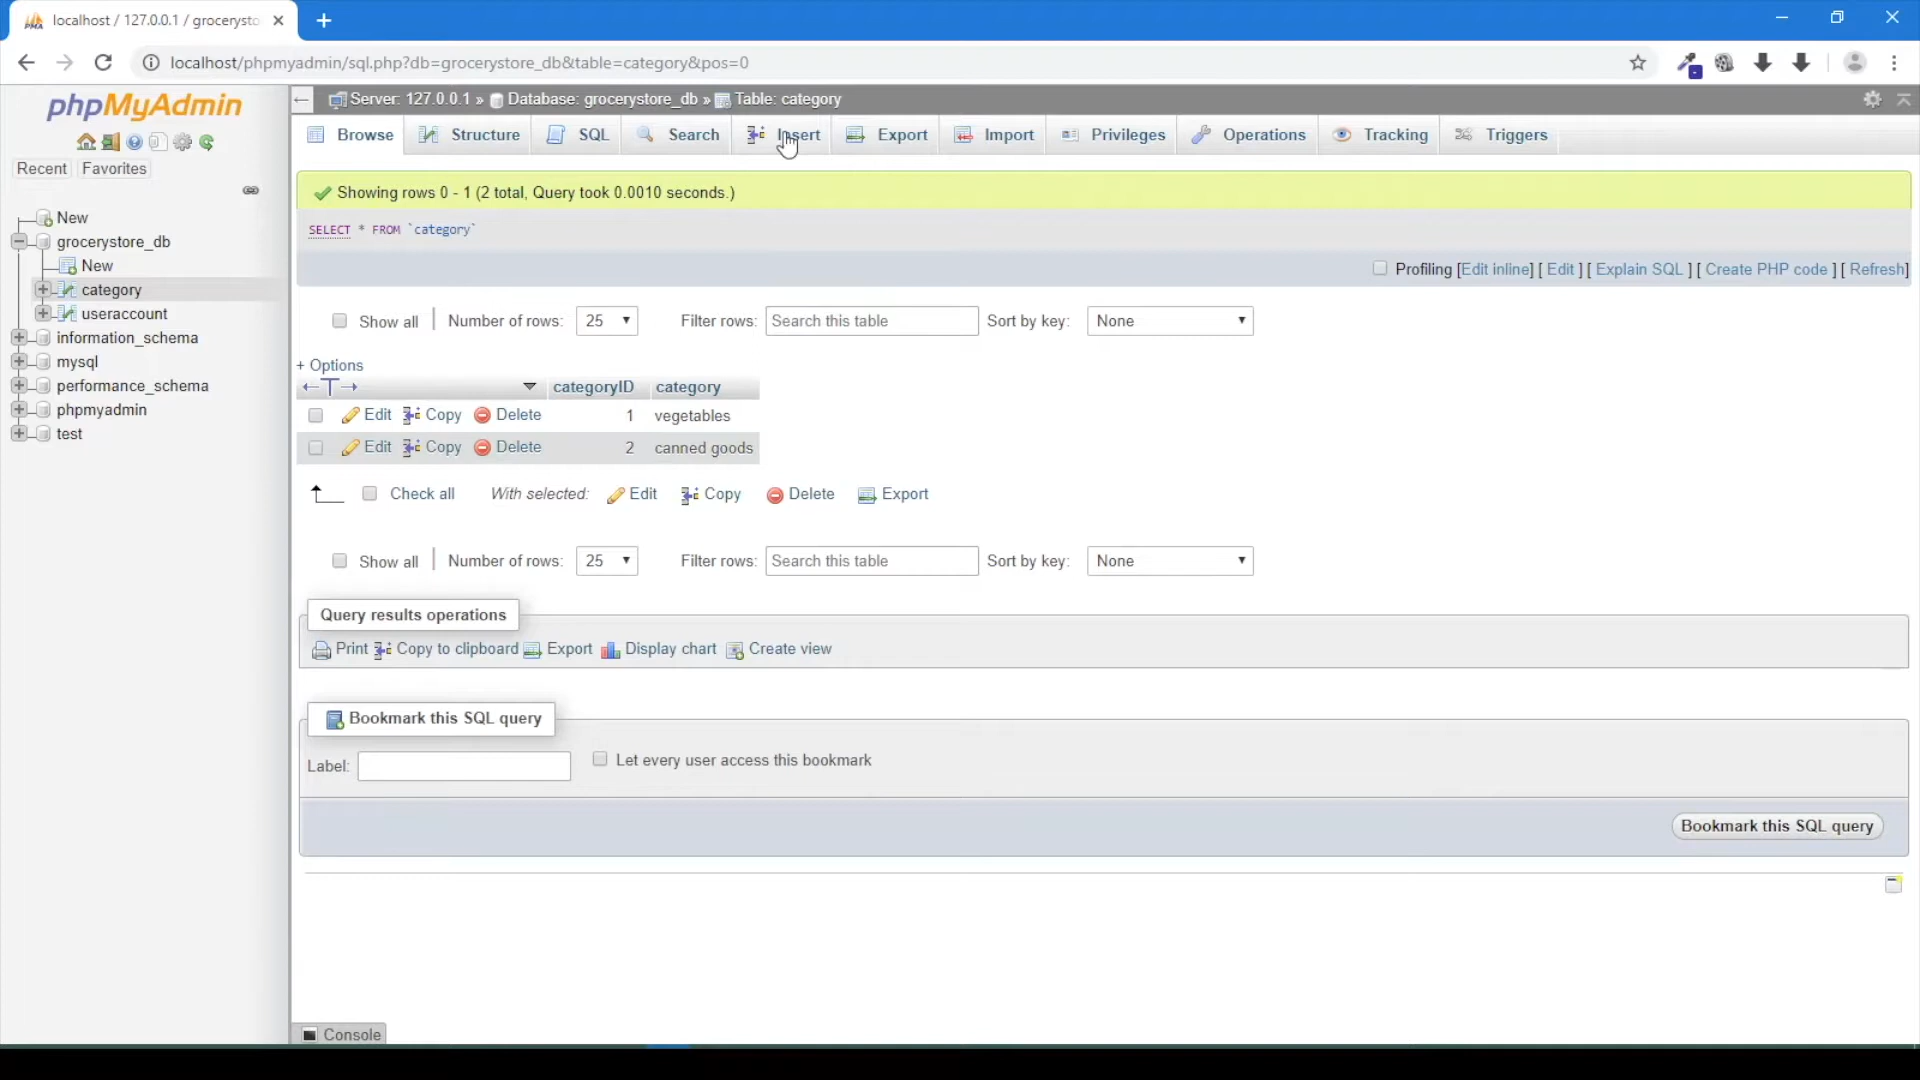 localhost / 127.0.0.1 / grocerysto
localhost/phpmyadmin/sql.php?db=grocerystore_db&table=category&pos=0
phpMyAdmin
Recent Favorites
New
grocerystore_db
New
category
useraccount
information_schema
mysql
performance_schema
phpmyadmin
test
Server: 127.0.0.1 » Database: grocerystore_db » Table: category
Browse Structure SQL Search Insert Export Import Privileges Operations Tracking Triggers
Showing rows 0 - 1 (2 total, Query took 0.0010 seconds.)
SELECT * FROM `category`
Profiling [Edit inline] [ Edit ] [ Explain SQL ] [ Create PHP code ] [ Refresh]
Show all Number of rows: 25 Filter rows: Search this table Sort by key: None
+ Options
categoryID category
Edit Copy Delete 1 vegetables
Edit Copy Delete 2 canned goods
Check all With selected: Edit Copy Delete Export
Show all Number of rows: 25 Filter rows: Search this table Sort by key: None
Query results operations
Print Copy to clipboard Export Display chart Create view
Bookmark this SQL query
Label: Let every user access this bookmark
Bookmark this SQL query
Console